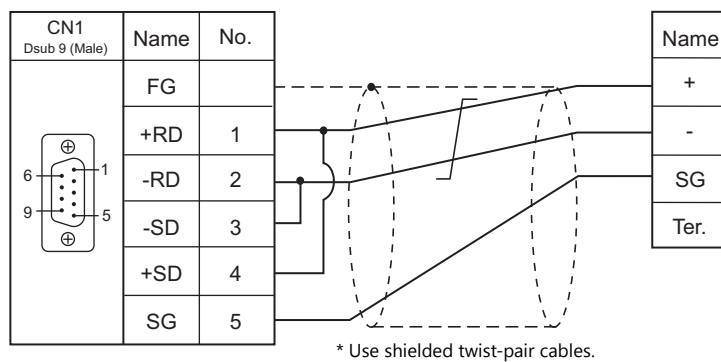 CN1
Dsub 9 (Male)
Name No.
FG
+RD 1
-RD 2
-SD 3
+SD 4
SG 5
6 1
9 5
Name
+
-
SG
Ter.
* Use shielded twist-pair cables.